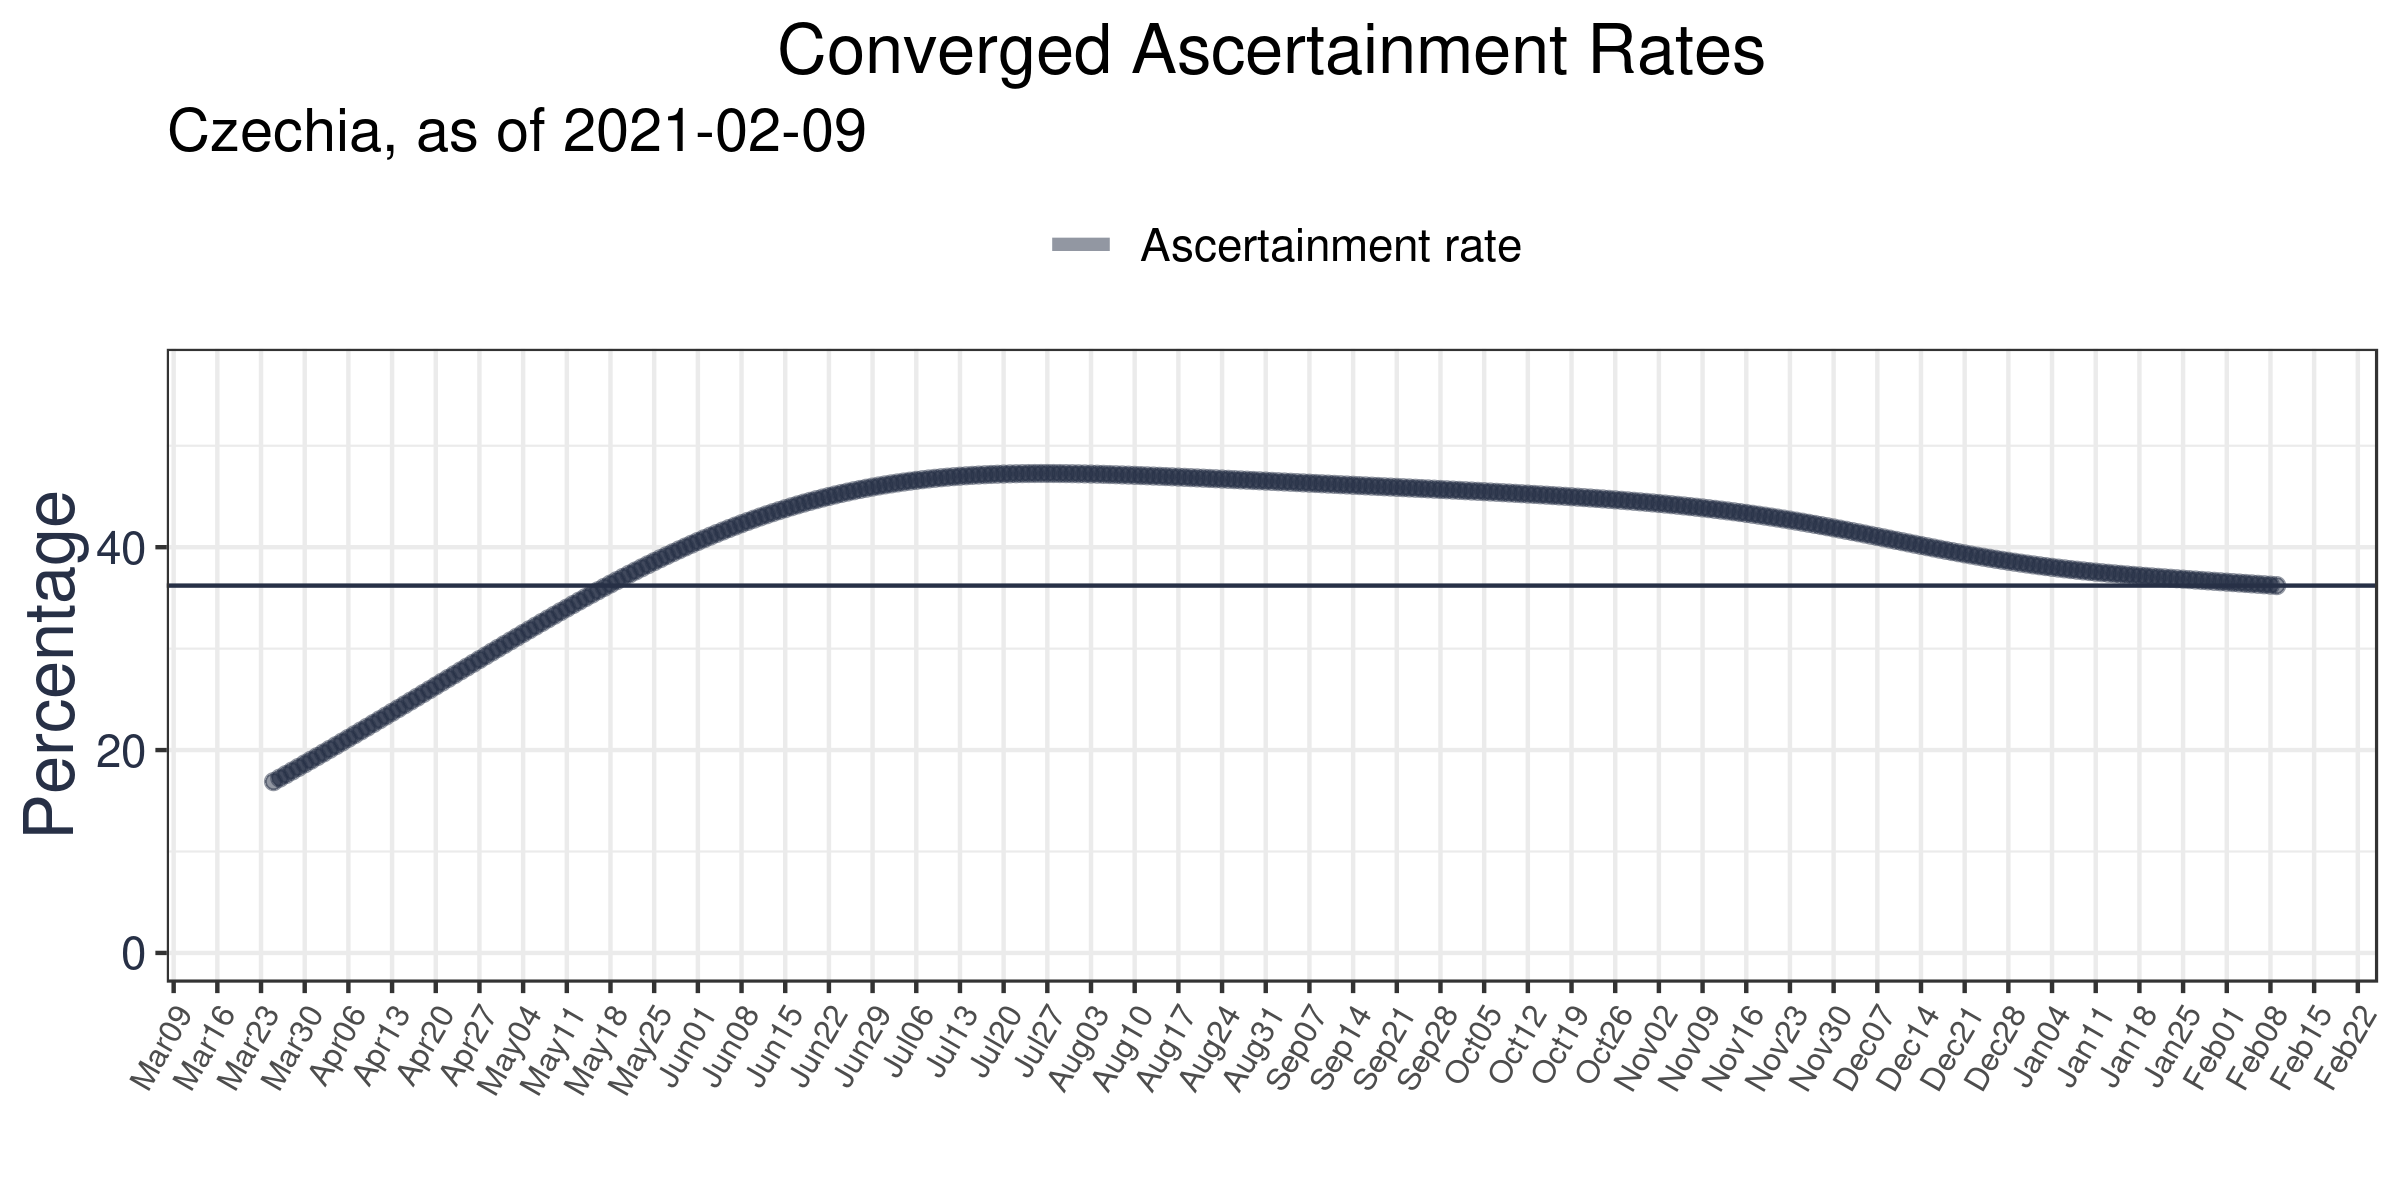 Converged Ascertainment Rates
Czechia, as of 2021-02-09
Ascertainment rate
Percentage
40
20
0
Mar09 Mar16 Mar23 Mar30 Apr06 Apr13 Apr20 Apr27 May04 May11 May18 May25 Jun01 Jun08 Jun15 Jun22 Jun29 Jul06 Jul13 Jul20 Jul27 Aug03 Aug10 Aug17 Aug24 Aug31 Sep07 Sep14 Sep21 Sep28 Oct05 Oct12 Oct19 Oct26 Nov02 Nov09 Nov16 Nov23 Nov30 Dec07 Dec14 Dec21 Dec28 Jan04 Jan11 Jan18 Jan25 Feb01 Feb08 Feb15 Feb22